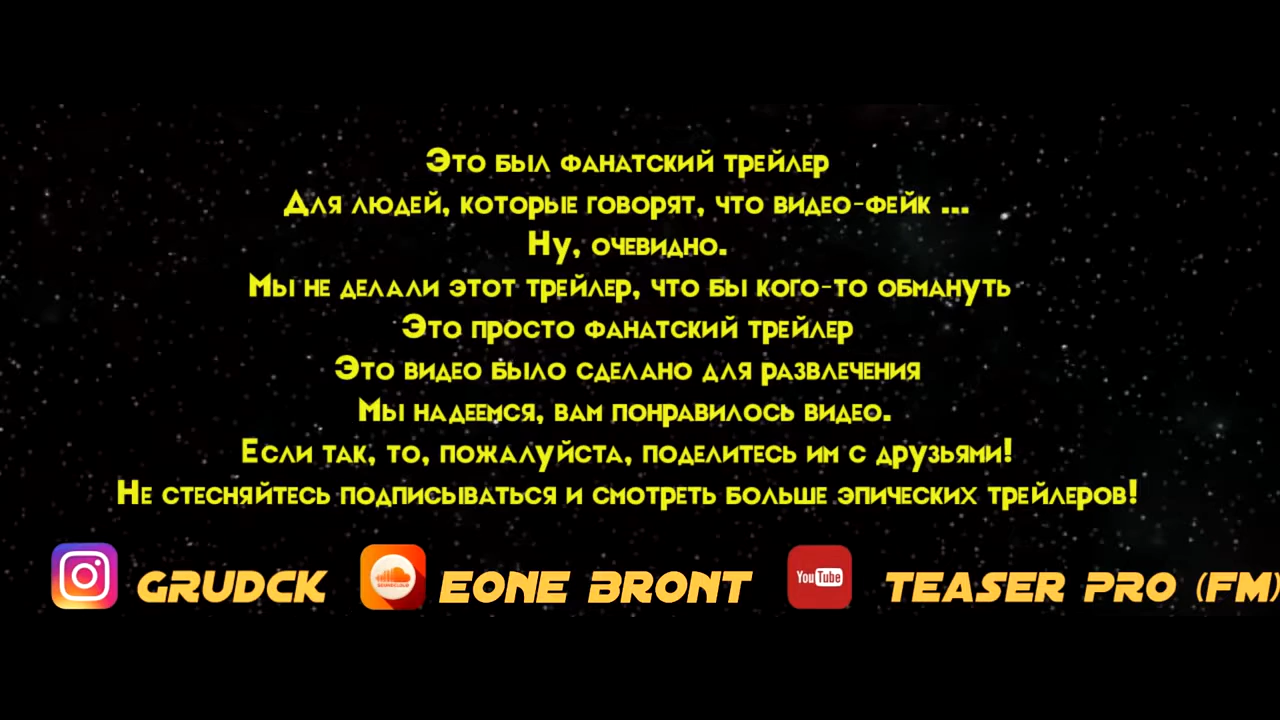 Это был фанатский трейлер
Для людей, которые говорят, что видео-фейк ...
Ну, очевидно.
Мы не делали этот трейлер, что бы кого-то обмануть
Это просто фанатский трейлер
Это видео было сделано для развлечения
Мы надеемся, вам понравилось видео.
Если так, то, пожалуйста, поделитесь им с друзьями!
Не стесняйтесь подписываться и смотреть больше эпических трейлеров!
GRUDCK
SOUNDCLOUD
EONE BRONT
YouTube
TEASER PRO (FM)